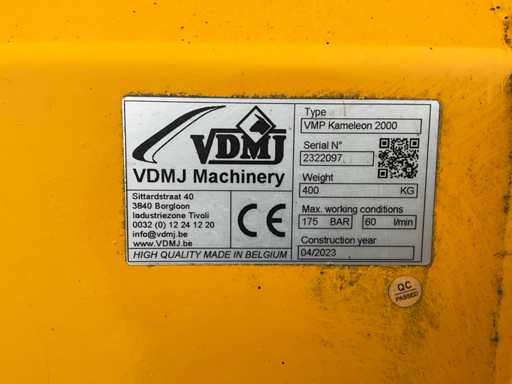 VDMJ
VDMJ Machinery
Sittardstraat 40
3840 Borgloon
Iadustriezone Tivoli
0032 (0) 12 24 12 20
info@vdmj.be
www.VDMJ.be
HIGH QUALITY MADE IN BELGIUM
CE
Type
VMP Kameleon 2000
Serial N°
2322097
Weight
400 KG
Max. working conditions
175 BAR 60 l/min
Construction year
04/2023
QC
PASSED